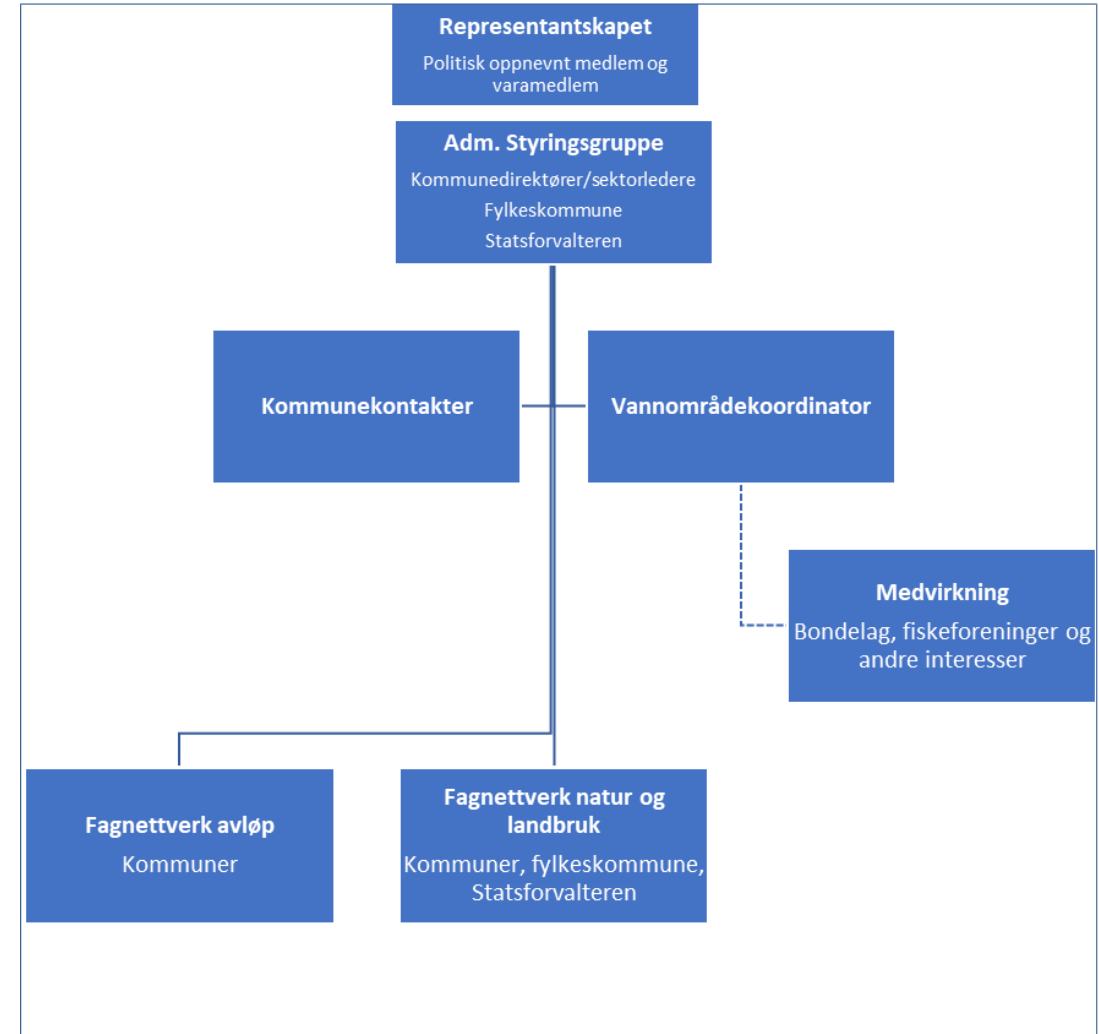 Representantskapet
Politisk oppnevnt medlem og
varamedlem
Adm. Styringsgruppe
Kommunedirektører/sektorledere
Fylkeskommune
Statsforvalteren
Kommunekontakter
Vannområdekoordinator
Medvirkning
Bondelag, fiskeforeninger og
andre interesser
Fagnettverk avløp
Kommuner
Fagnettverk natur og
landbruk
Kommuner, fylkeskommune,
Statsforvalteren